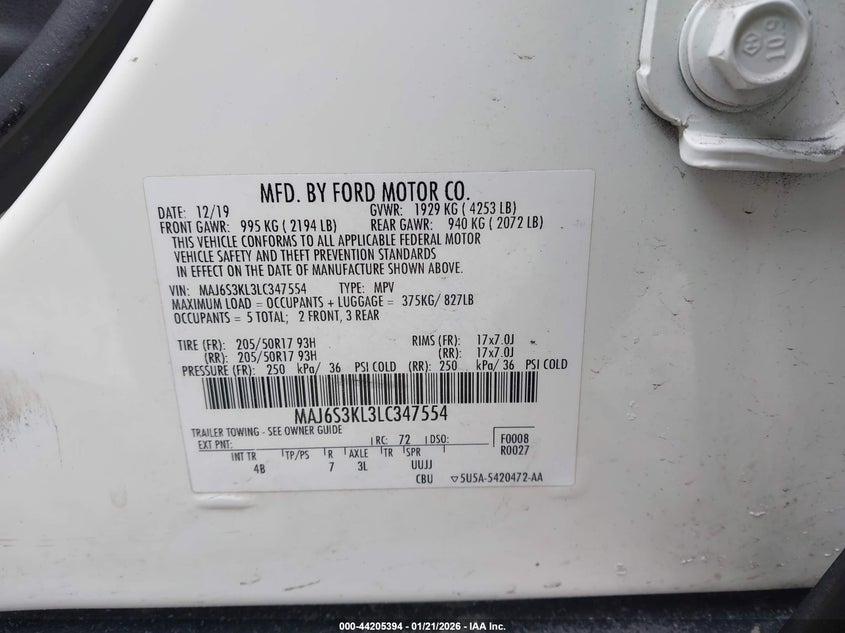 601
MFD. BY FORD MOTOR CO.
DATE: 12/19 GVWR: 1929 KG ( 4253 LB)
FRONT GAWR: 995 KG ( 2194 LB) REAR GAWR: 940 KG ( 2072 LB)
THIS VEHICLE CONFORMS TO ALL APPLICABLE FEDERAL MOTOR
VEHICLE SAFETY AND THEFT PREVENTION STANDARDS
IN EFFECT ON THE DATE OF MANUFACTURE SHOWN ABOVE.
VIN: MAJ6S3KL3LC347554 TYPE: MPV
MAXIMUM LOAD = OCCUPANTS + LUGGAGE = 375KG/ 827LB
OCCUPANTS = 5 TOTAL; 2 FRONT, 3 REAR
TIRE (FR): 205/50R17 93H RIMS (FR): 17x7.0J
(RR): 205/50R17 93H (RR): 17x7.0J
PRESSURE (FR): 250 kPa/ 36 PSI COLD (RR): 250 kPa/ 36 PSI COLD
MAJ6S3KL3LC347554
TRAILER TOWING - SEE OWNER GUIDE
EXT PNT: RC: 72 DSO: F0008
R0027
INT TR TP/PS R AXLE TR SPR
4B 7 3L UUJJ
CBU ▽5U5A-5420472-AA
000-44205394 | 01/21/2026 - IAA Inc.